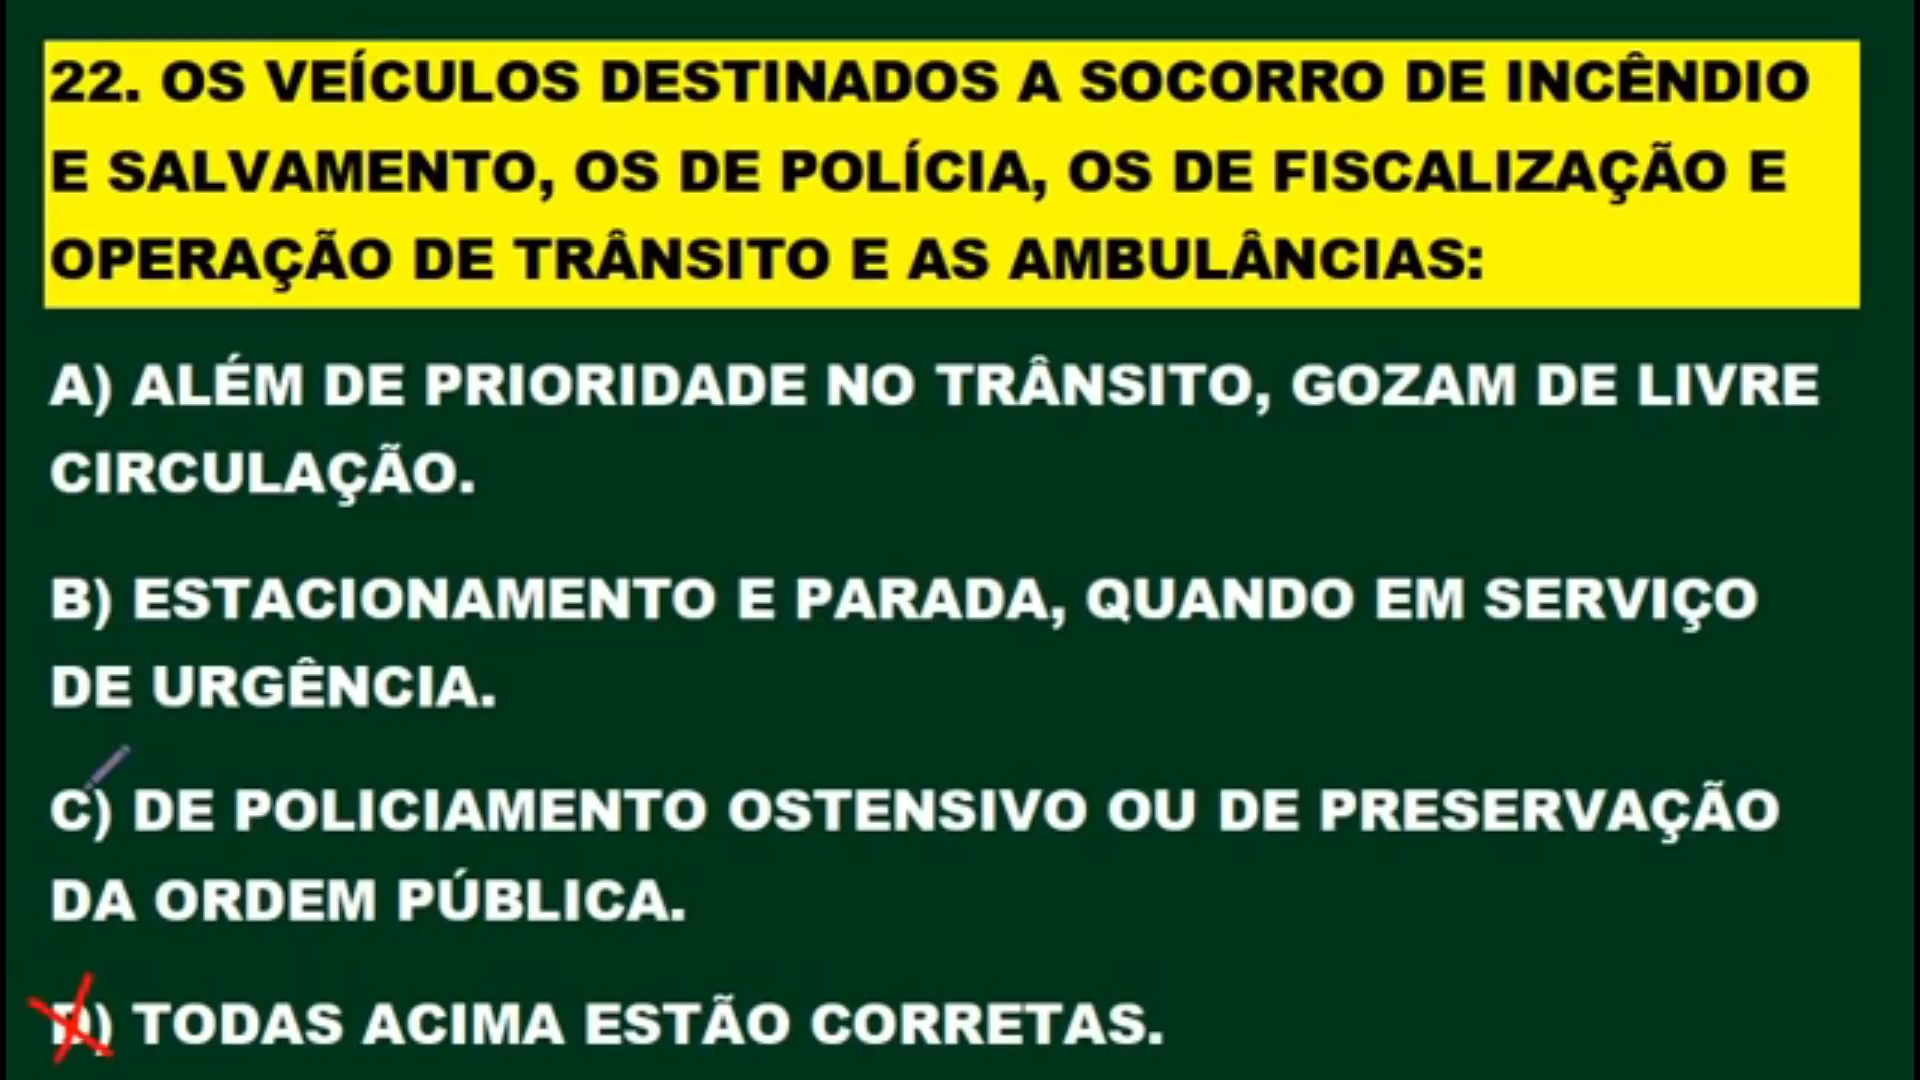 22. OS VEÍCULOS DESTINADOS A SOCORRO DE INCÊNDIO
E SALVAMENTO, OS DE POLÍCIA, OS DE FISCALIZAÇÃO E
OPERAÇÃO DE TRÂNSITO E AS AMBULÂNCIAS:
A) ALÉM DE PRIORIDADE NO TRÂNSITO, GOZAM DE LIVRE
CIRCULAÇÃO.
B) ESTACIONAMENTO E PARADA, QUANDO EM SERVIÇO
DE URGÊNCIA.
C) DE POLICIAMENTO OSTENSIVO OU DE PRESERVAÇÃO
DA ORDEM PÚBLICA.
D) TODAS ACIMA ESTÃO CORRETAS.